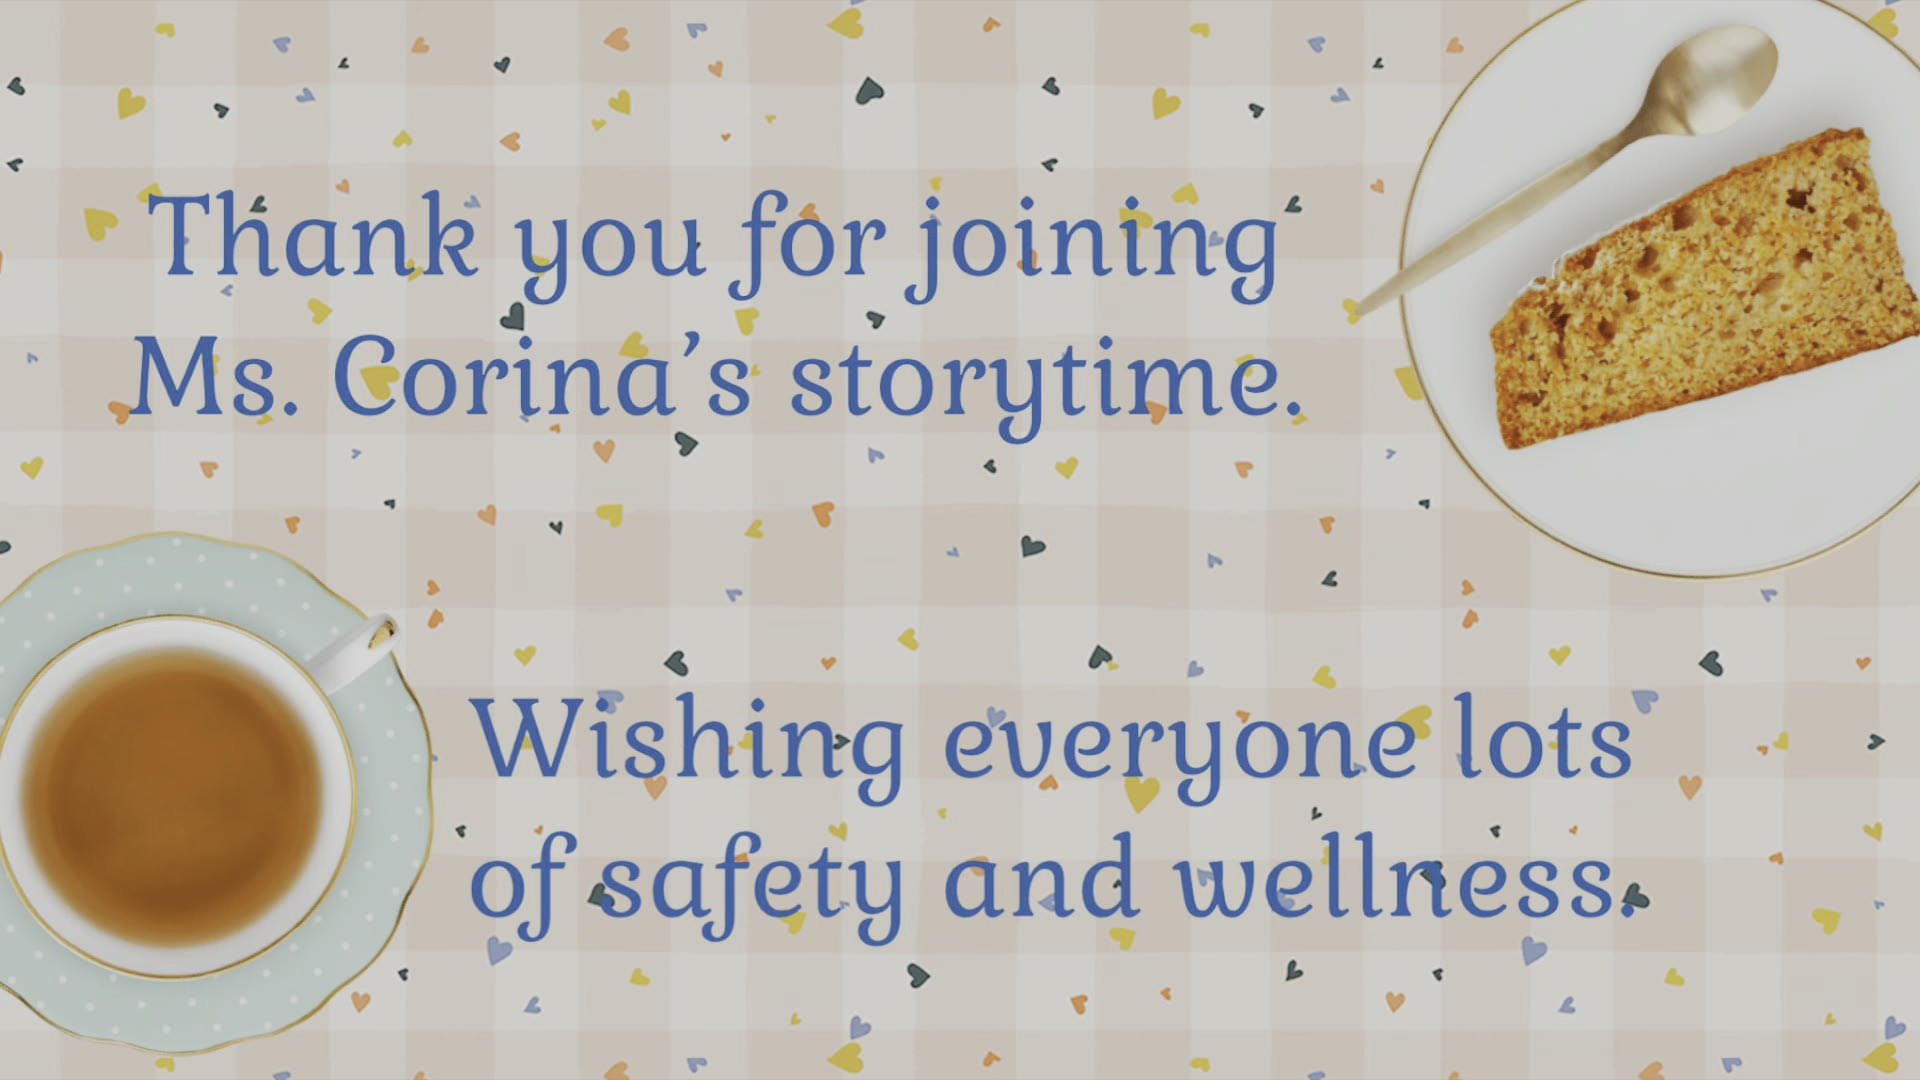 Thank you for joining
Ms. Corina’s storytime.
Wishing everyone lots
of safety and wellness.